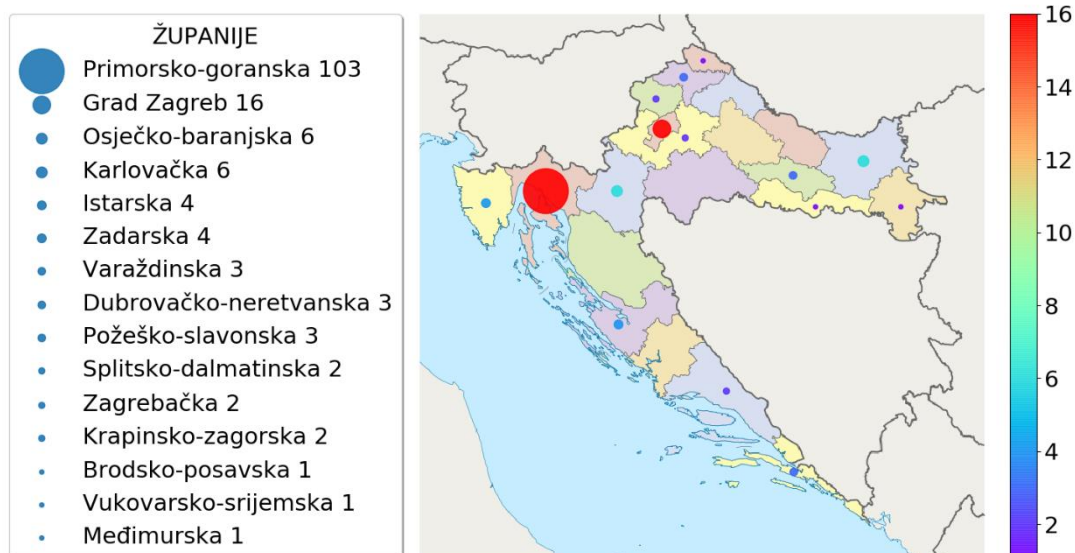 ŽUPANIJE
Primorsko-goranska 103
Grad Zagreb 16
Osječko-baranjska 6
Karlovačka 6
Istarska 4
Zadarska 4
Varaždinska 3
Dubrovačko-neretvanska 3
Požeško-slavonska 3
Splitsko-dalmatinska 2
Zagrebačka 2
Krapinsko-zagorska 2
Brodsko-posavska 1
Vukovarsko-srijemska 1
Međimurska 1
16
14
12
10
8
6
4
2